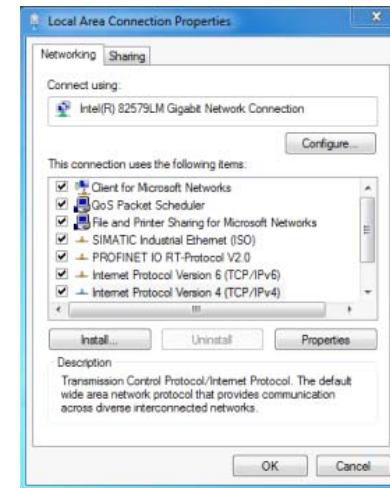 Local Area Connection Properties
Networking
Sharing
Connect using:
Intel(R) 82579LM Gigabit Network Connection
Configure...
This connection uses the following items:
Client for Microsoft Networks
QoS Packet Scheduler
File and Printer Sharing for Microsoft Networks
SIMATIC Industrial Ethernet (ISO)
PROFINET IO RT-Protocol V2.0
Internet Protocol Version 6 (TCP/IPv6)
Internet Protocol Version 4 (TCP/IPv4)
Install...
Uninstall
Properties
Description
Transmission Control Protocol/Internet Protocol. The default
wide area network protocol that provides communication
across diverse interconnected networks.
OK
Cancel